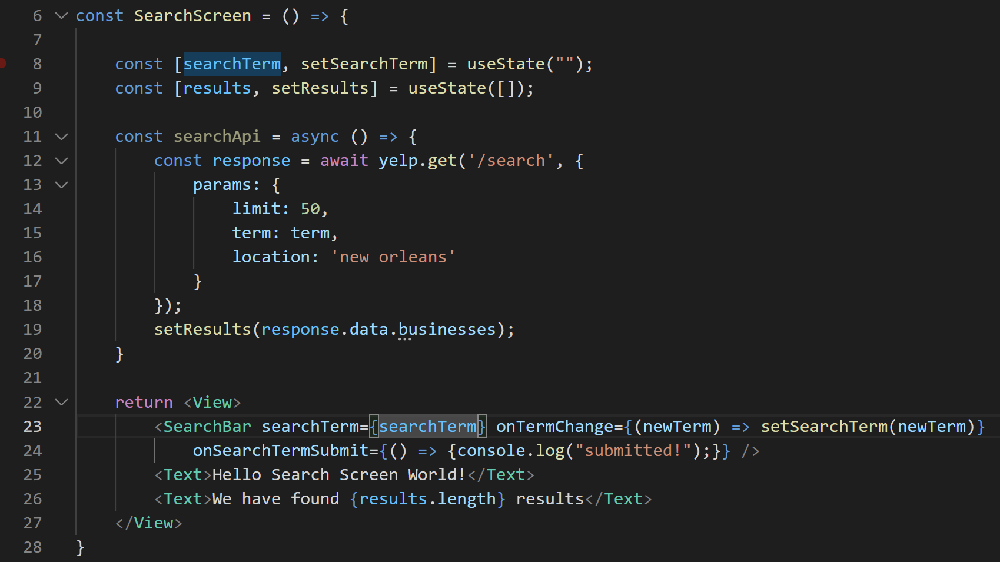 6 const SearchScreen = () => {
7
8 const [searchTerm, setSearchTerm] = useState("");
9 const [results, setResults] = useState([]);
10
11 const searchApi = async () => {
12 const response = await yelp.get('/search', {
13 params: {
14 limit: 50,
15 term: term,
16 location: 'new orleans'
17 }
18 });
19 setResults(response.data.businesses);
20 }
21
22 return <View>
23 <SearchBar searchTerm={searchTerm} onTermChange={(newTerm) => setSearchTerm(newTerm)}
24 onSearchTermSubmit={() => {console.log("submitted!");}} />
25 <Text>Hello Search Screen World!</Text>
26 <Text>We have found {results.length} results</Text>
27 </View>
28 }